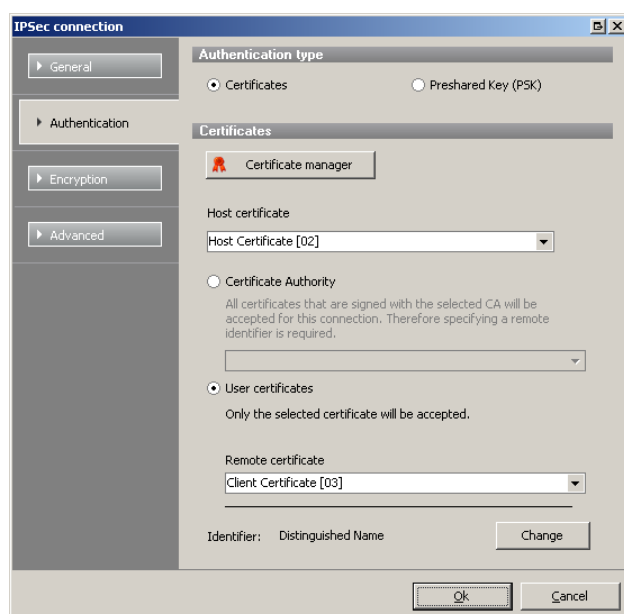 IPSec connection
General
Authentication
Encryption
Advanced
Authentication type
Certificates
Preshared Key (PSK)
Certificates
Certificate manager
Host certificate
Host Certificate [02]
Certificate Authority
All certificates that are signed with the selected CA will be
accepted for this connection. Therefore specifying a remote
identifier is required.
User certificates
Only the selected certificate will be accepted.
Remote certificate
Client Certificate [03]
Identifier: Distinguished Name
Change
Ok
Cancel